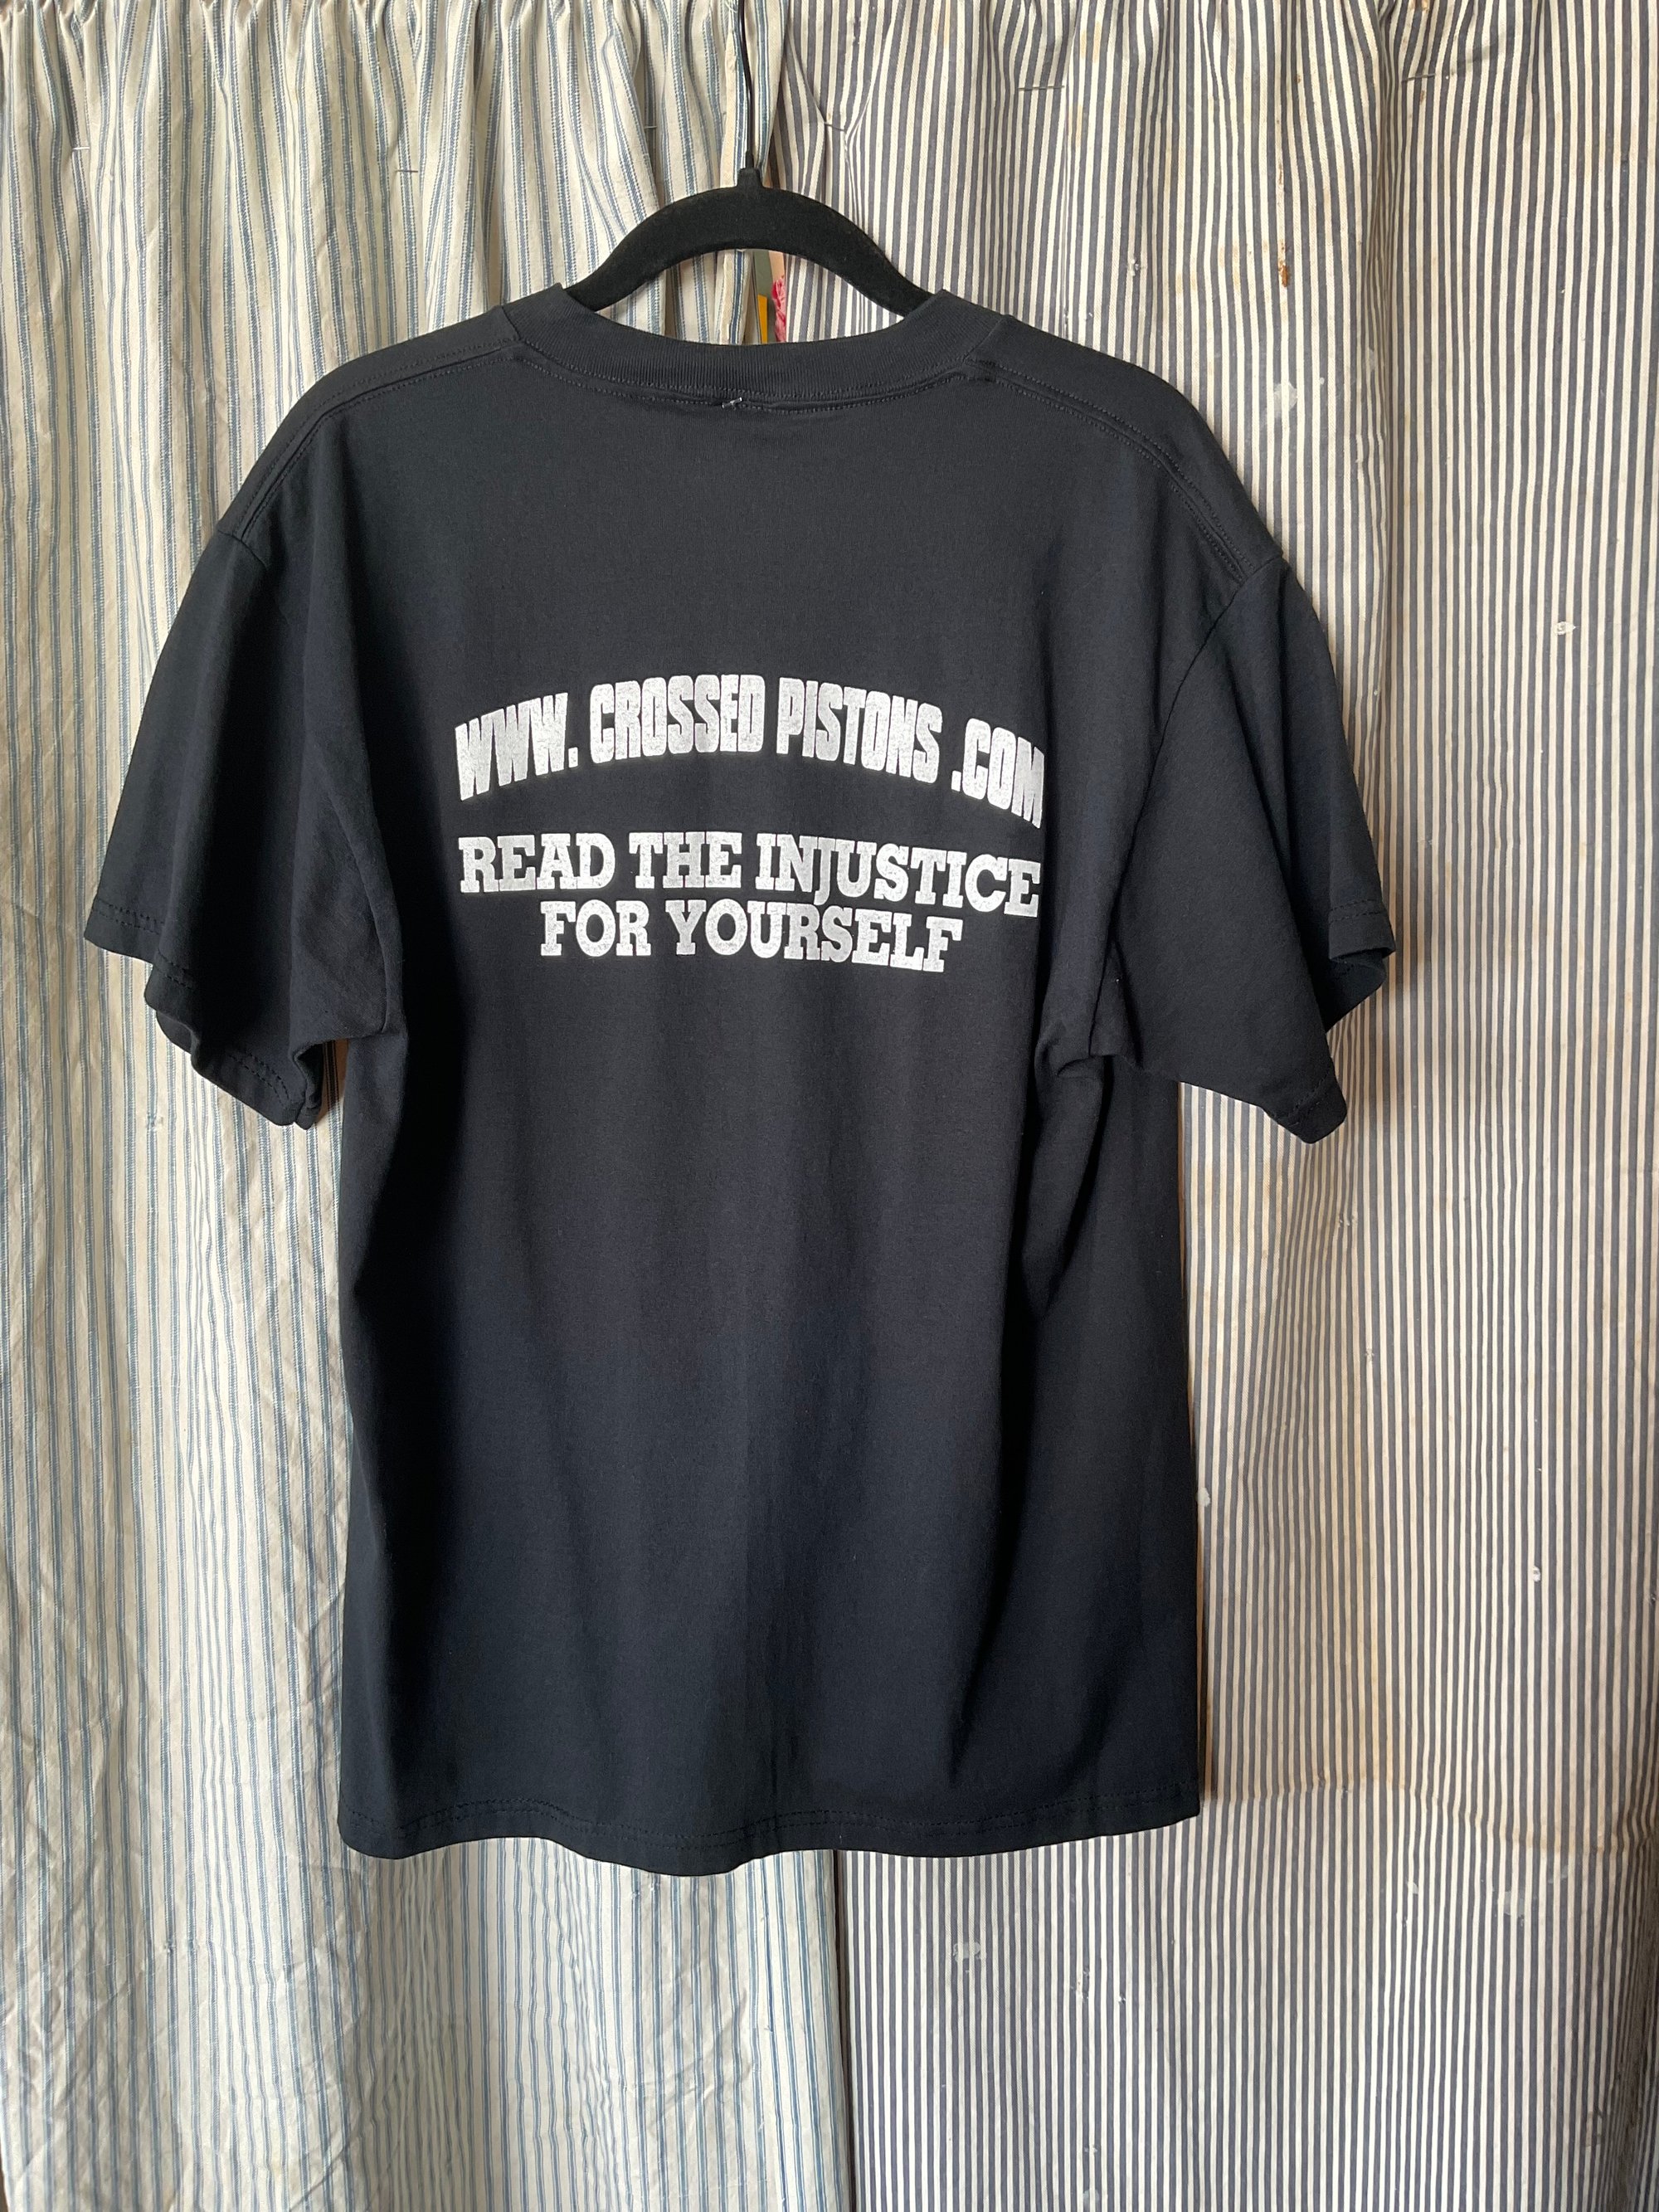 WWW. CROSSED PISTONS .COM
READ THE INJUSTICE
FOR YOURSELF